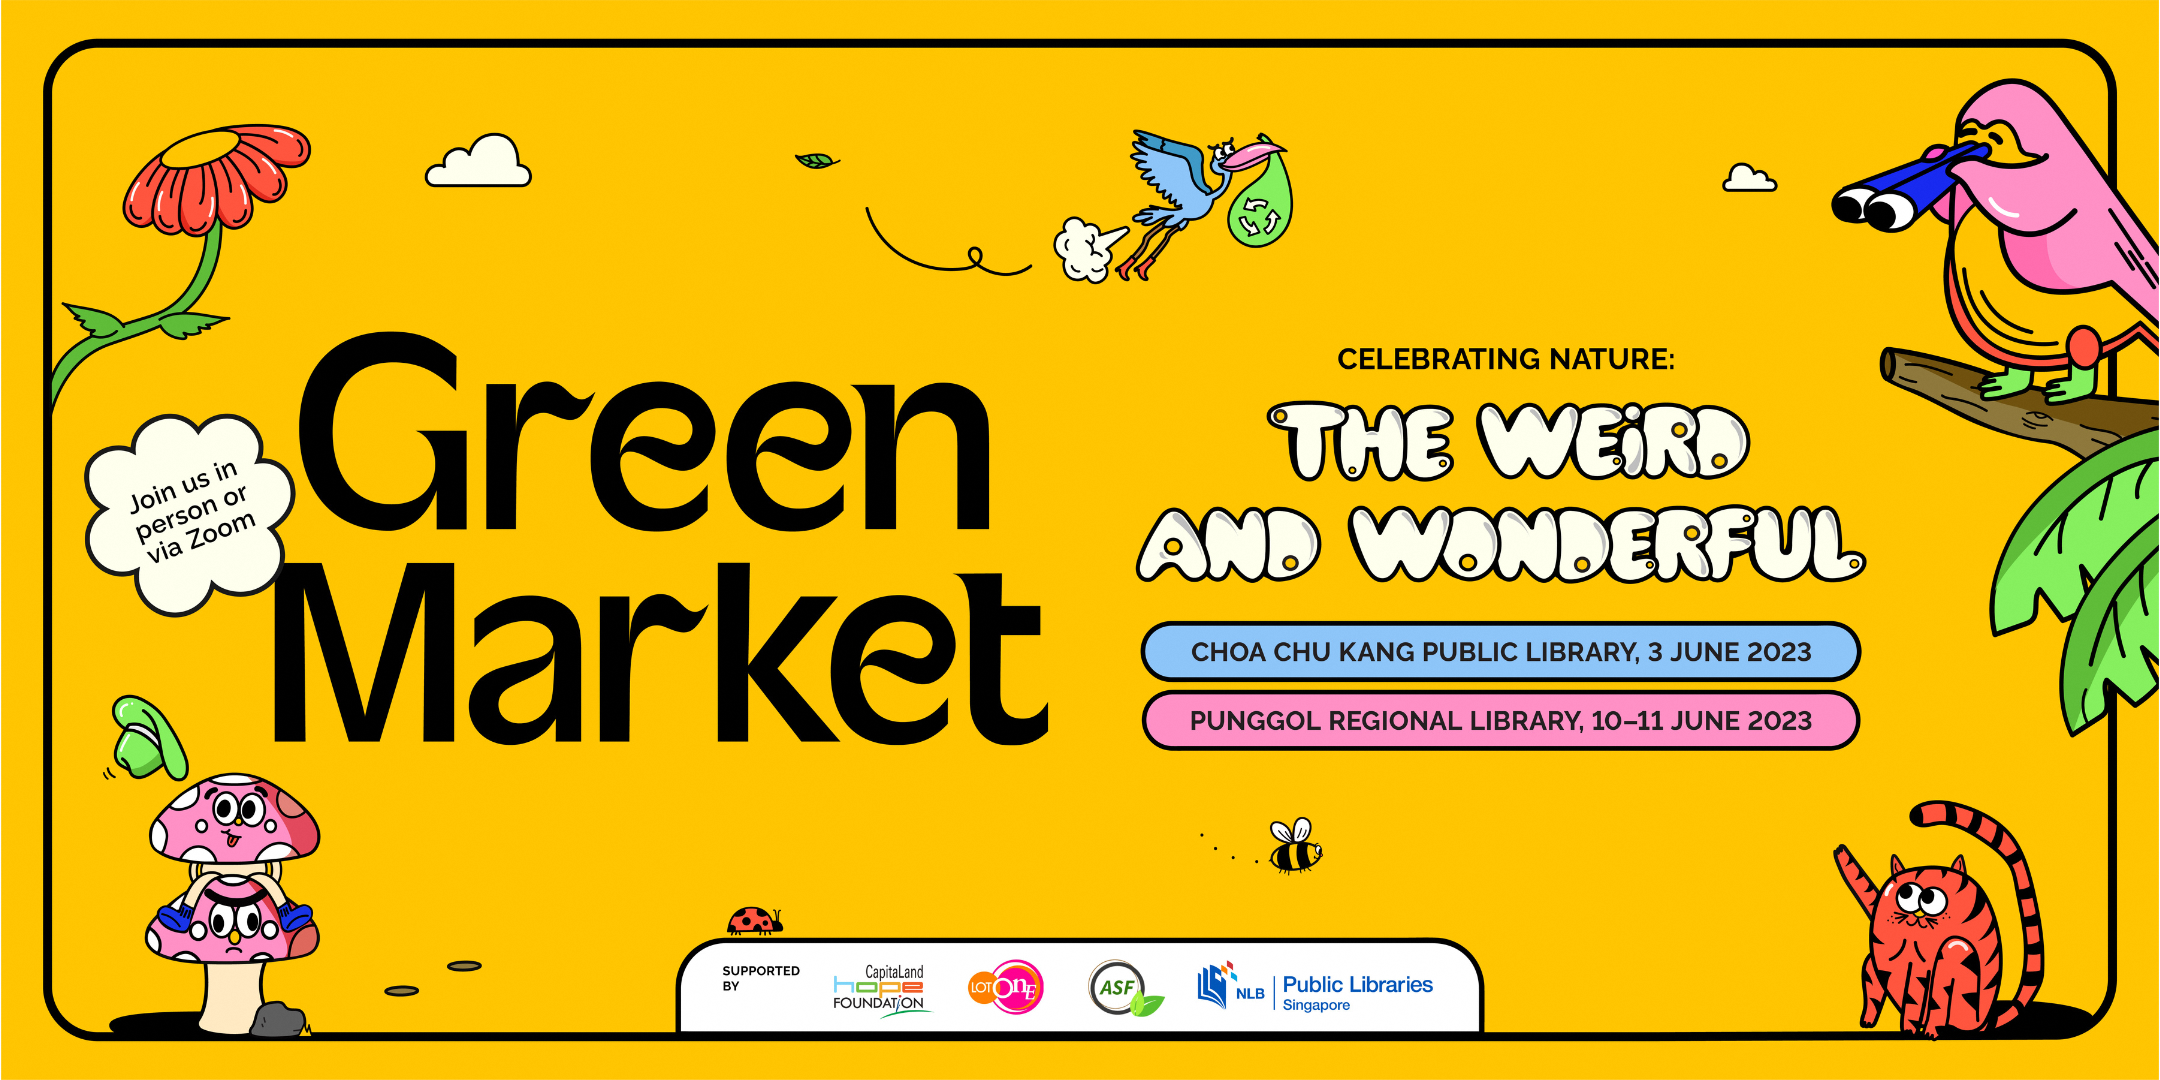 Green
Market
Join us in
person or
via Zoom
CELEBRATING NATURE:
THE WEiRD
AND WONDERFUL
CHOA CHU KANG PUBLIC LIBRARY, 3 JUNE 2023
PUNGGOL REGIONAL LIBRARY, 10–11 JUNE 2023
SUPPORTED
BY
CapitaLand
hope
FOUNDATION
LOT OnE
ASF
NLB
Public Libraries
Singapore